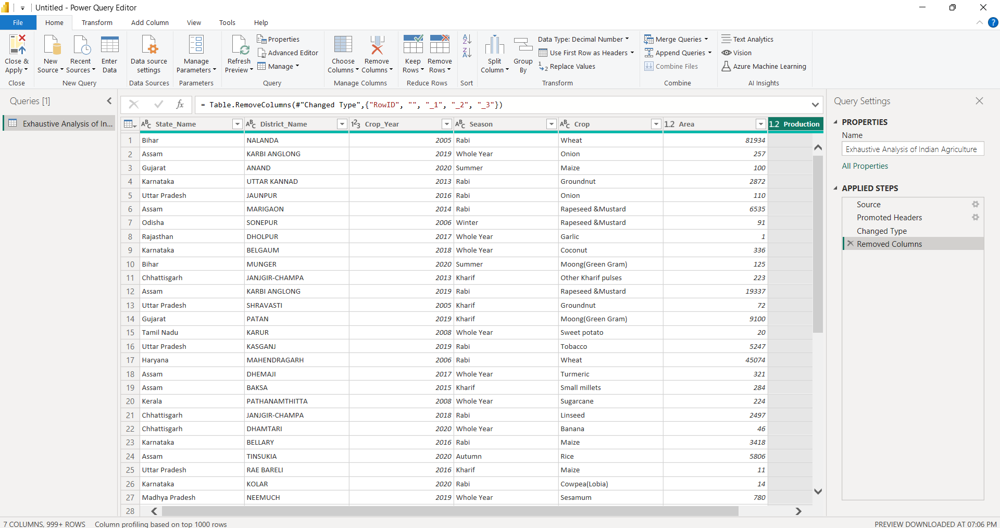 Untitled - Power Query Editor
File Home Transform Add Column View Tools Help
Close & Apply
Close
New Source
Recent Sources
Enter Data
New Query
Data source settings
Data Sources
Manage Parameters
Parameters
Refresh Preview
Properties
Advanced Editor
Manage
Query
Choose Columns
Remove Columns
Manage Columns
Keep Rows
Remove Rows
Reduce Rows
Sort
Split Column
Group By
Data Type: Decimal Number
Use First Row as Headers
Replace Values
Transform
Merge Queries
Append Queries
Combine Files
Combine
Text Analytics
Vision
Azure Machine Learning
AI Insights
Queries [1]
Exhaustive Analysis of In...
fx = Table.RemoveColumns(#"Changed Type",{"RowID", "", "_1", "_2", "_3"})
ABC State_Name ABC District_Name 123 Crop_Year ABC Season ABC Crop 1.2 Area 1.2 Production
1 Bihar NALANDA 2005 Rabi Wheat 81934
2 Assam KARBI ANGLONG 2019 Whole Year Onion 257
3 Gujarat ANAND 2020 Summer Maize 100
4 Karnataka UTTAR KANNAD 2013 Rabi Groundnut 2872
5 Uttar Pradesh JAUNPUR 2016 Rabi Onion 110
6 Assam MARIGAON 2014 Rabi Rapeseed &Mustard 6535
7 Odisha SONEPUR 2006 Winter Rapeseed &Mustard 91
8 Rajasthan DHOLPUR 2017 Whole Year Garlic 1
9 Karnataka BELGAUM 2018 Whole Year Coconut 336
10 Bihar MUNGER 2020 Summer Moong(Green Gram) 125
11 Chhattisgarh JANJGIR-CHAMPA 2013 Kharif Other Kharif pulses 223
12 Assam KARBI ANGLONG 2019 Rabi Rapeseed &Mustard 19337
13 Uttar Pradesh SHRAVASTI 2005 Kharif Groundnut 72
14 Gujarat PATAN 2019 Kharif Moong(Green Gram) 9100
15 Tamil Nadu KARUR 2008 Whole Year Sweet potato 20
16 Uttar Pradesh KASGANJ 2019 Rabi Tobacco 5247
17 Haryana MAHENDRAGARH 2006 Rabi Wheat 45074
18 Assam DHEMAJI 2017 Whole Year Turmeric 321
19 Assam BAKSA 2015 Kharif Small millets 284
20 Kerala PATHANAMTHITTA 2008 Whole Year Sugarcane 224
21 Chhattisgarh JANJGIR-CHAMPA 2018 Rabi Linseed 2497
22 Chhattisgarh DHAMTARI 2020 Whole Year Banana 46
23 Karnataka BELLARY 2016 Rabi Maize 3418
24 Assam TINSUKIA 2020 Autumn Rice 5806
25 Uttar Pradesh RAE BARELI 2016 Kharif Maize 11
26 Karnataka KOLAR 2020 Rabi Cowpea(Lobia) 14
27 Madhya Pradesh NEEMUCH 2019 Whole Year Sesamum 780
28
Query Settings
PROPERTIES
Name
Exhaustive Analysis of Indian Agriculture
All Properties
APPLIED STEPS
Source
Promoted Headers
Changed Type
Removed Columns
7 COLUMNS, 999+ ROWS Column profiling based on top 1000 rows PREVIEW DOWNLOADED AT 07:06 PM